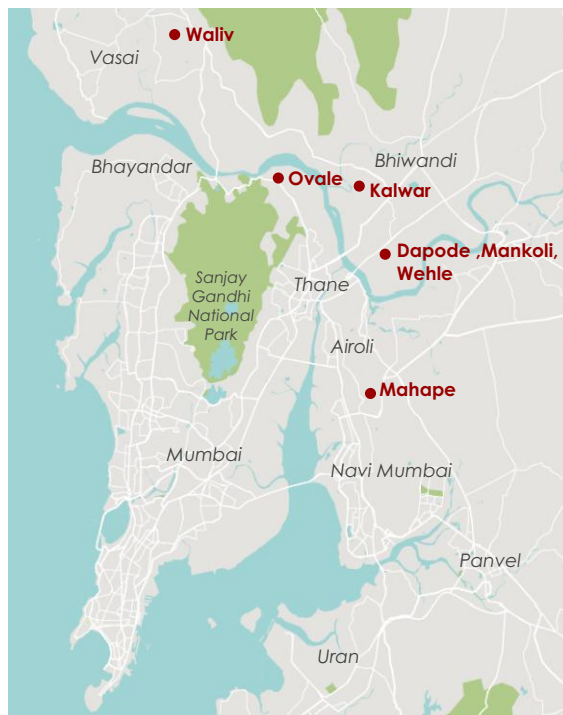 Waliv
Vasai
Bhayandar
Bhiwandi
Ovale
Kalwar
Dapode ,Mankoli,
Wehle
Sanjay
Gandhi
National
Park
Thane
Airoli
Mahape
Mumbai
Navi Mumbai
Panvel
Uran